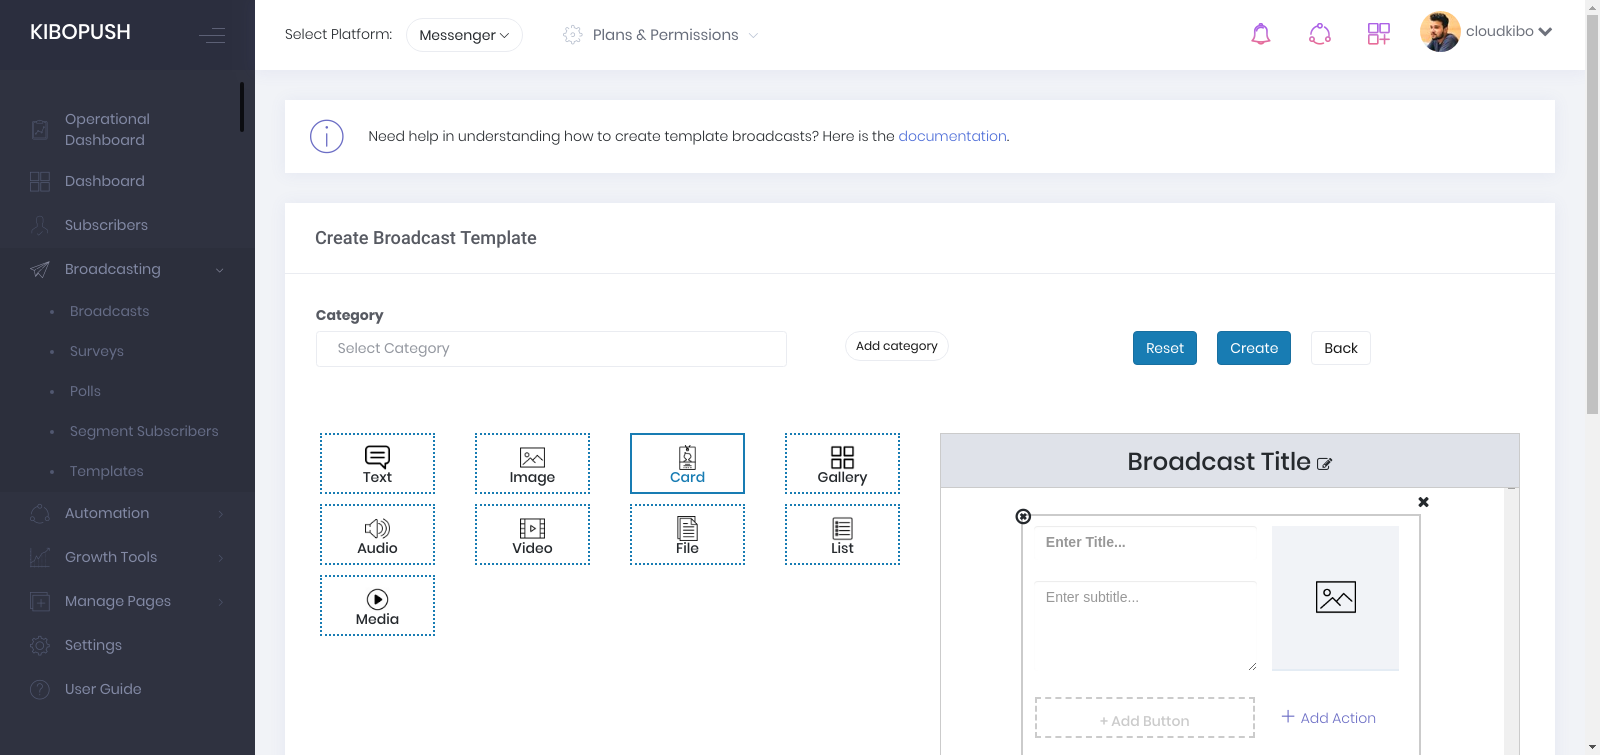 KIBOPUSH
Select Platform:
Messenger
Plans & Permissions
cloudkibo
Operational
Dashboard
Dashboard
Subscribers
Broadcasting
Broadcasts
Surveys
Polls
Segment Subscribers
Templates
Automation
Growth Tools
Manage Pages
Settings
User Guide
Need help in understanding how to create template broadcasts? Here is the documentation.
Create Broadcast Template
Category
Select Category
Add category
Reset
Create
Back
Text
Image
Card
Gallery
Audio
Video
File
List
Media
Broadcast Title
Enter Title...
Enter subtitle...
+ Add Button
Add Action